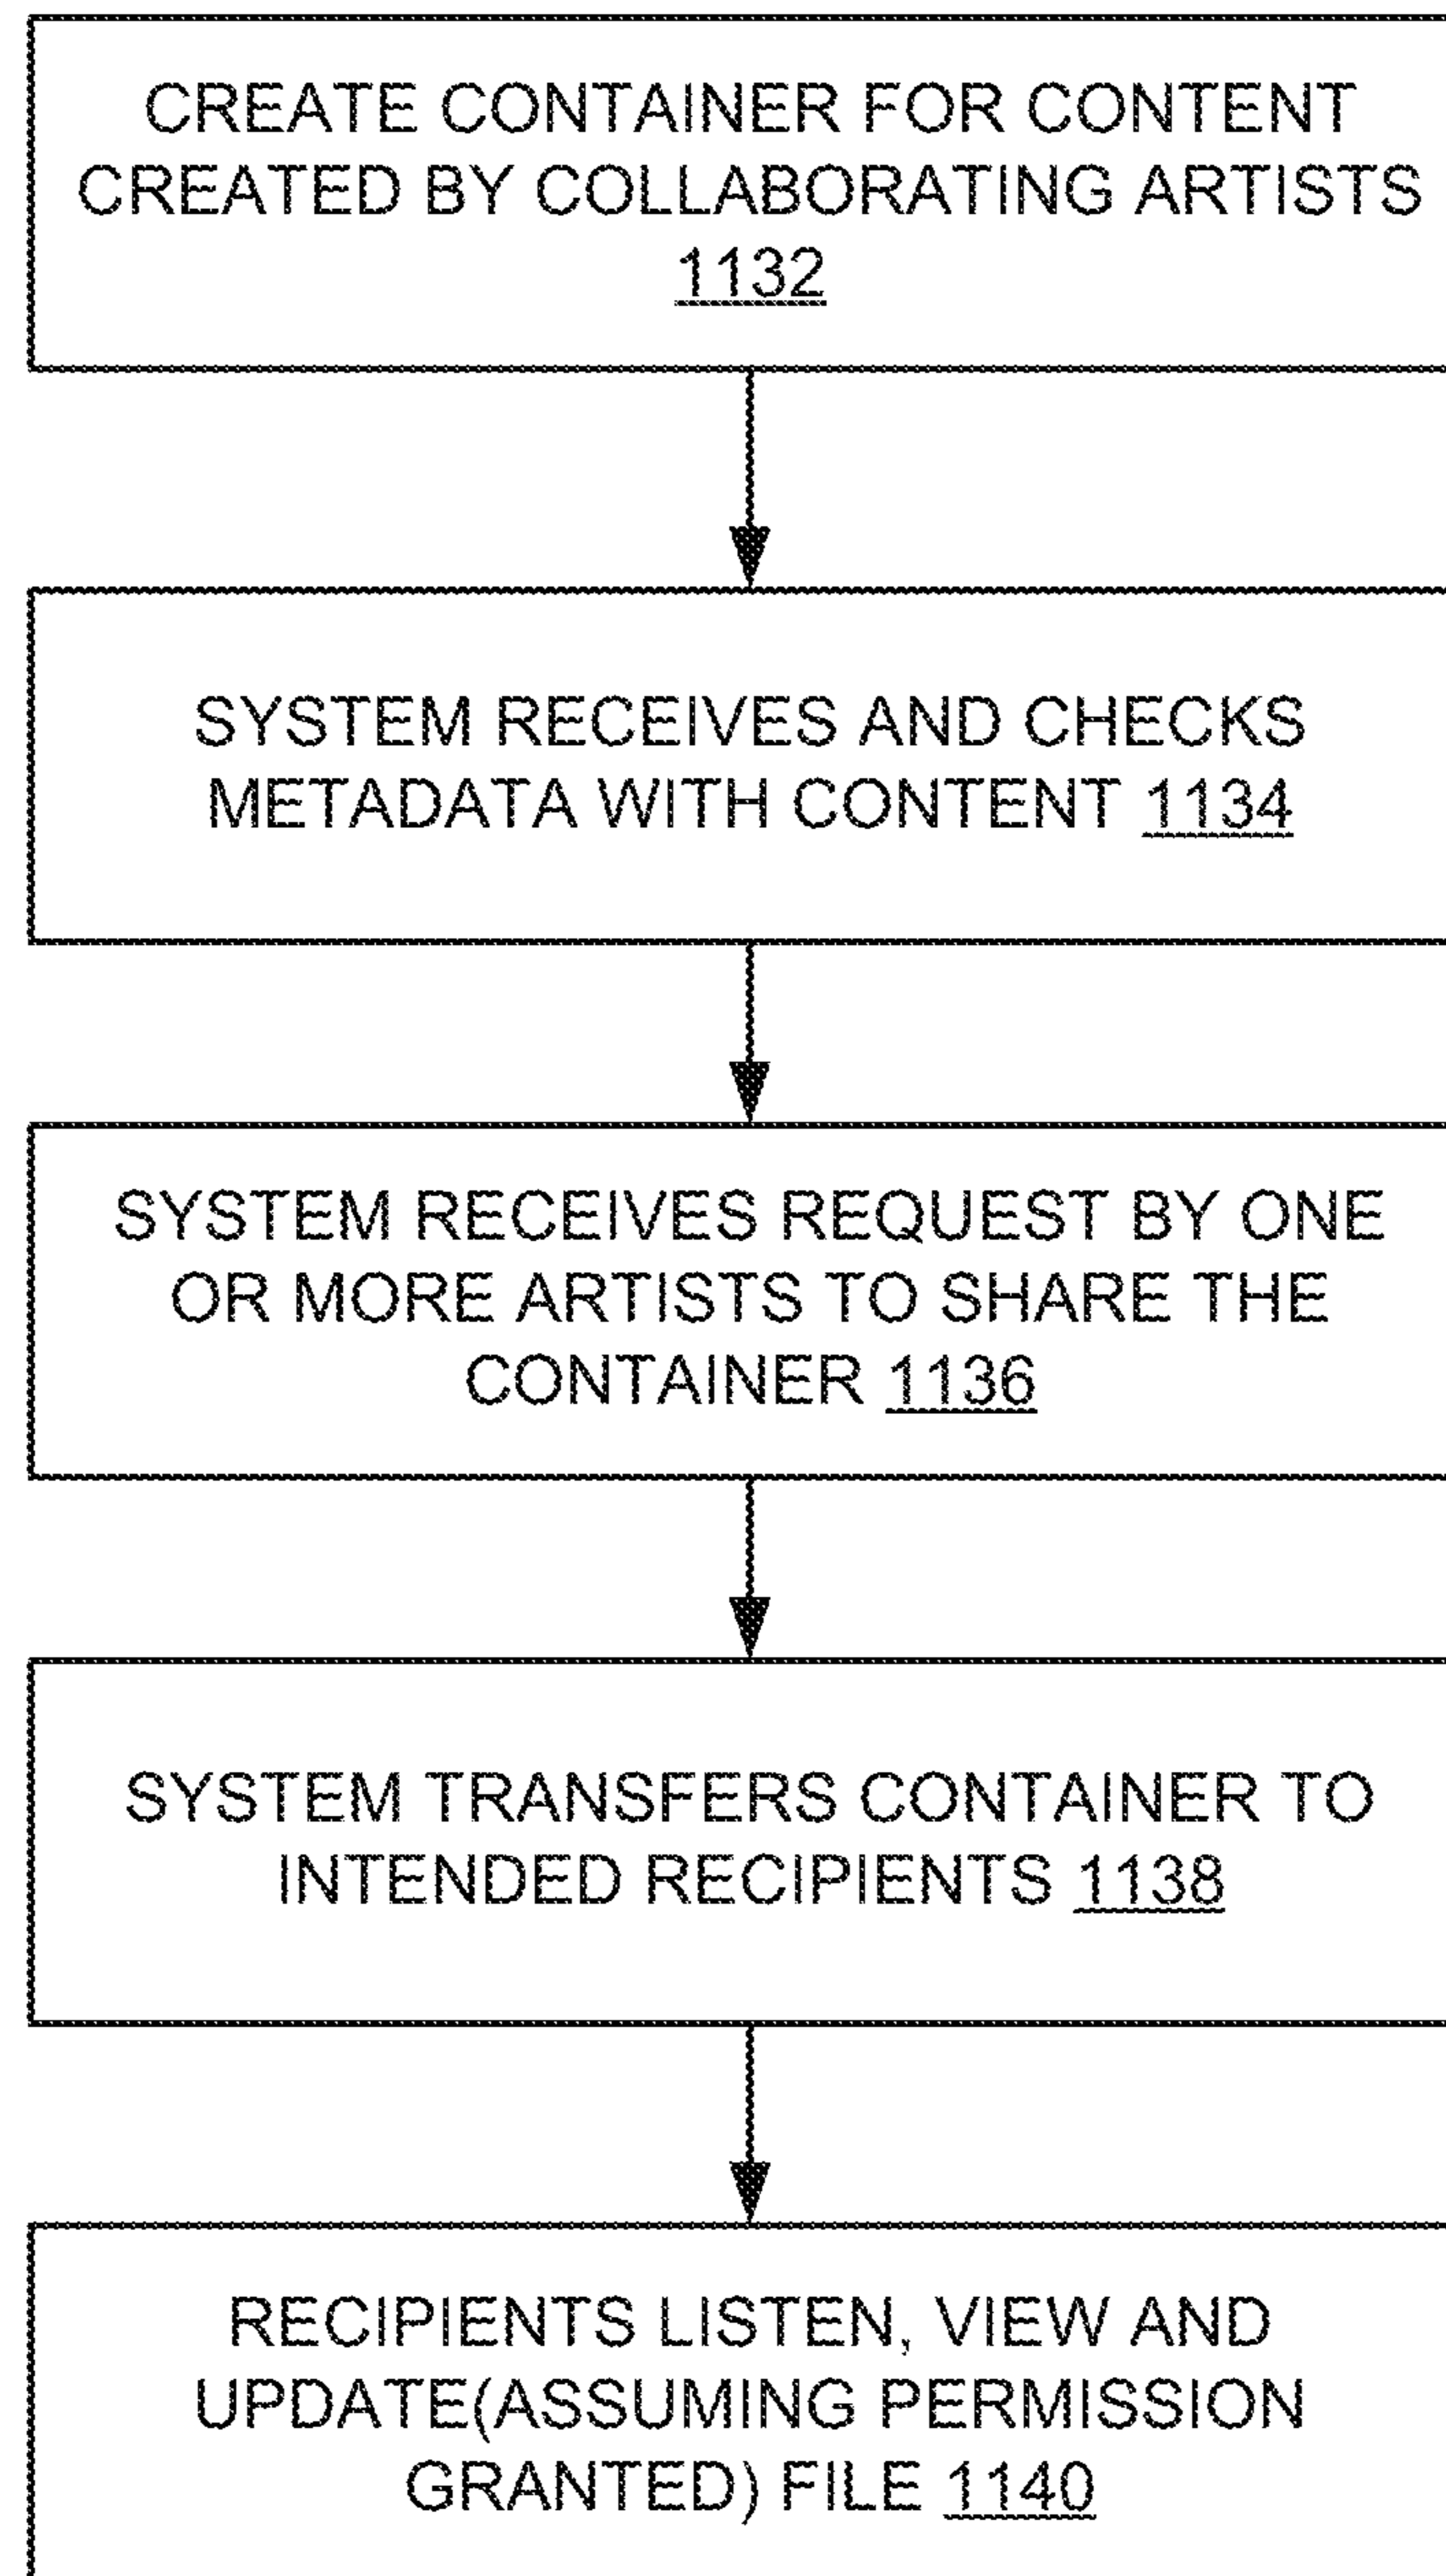 CREATE CONTAINER FOR CONTENT
CREATED BY COLLABORATING ARTISTS
1132
SYSTEM RECEIVES AND CHECKS
METADATA WITH CONTENT 1134
SYSTEM RECEIVES REQUEST BY ONE
OR MORE ARTISTS TO SHARE THE
CONTAINER 1136
SYSTEM TRANSFERS CONTAINER TO
INTENDED RECIPIENTS 1138
RECIPIENTS LISTEN, VIEW AND
UPDATE(ASSUMING PERMISSION
GRANTED) FILE 1140